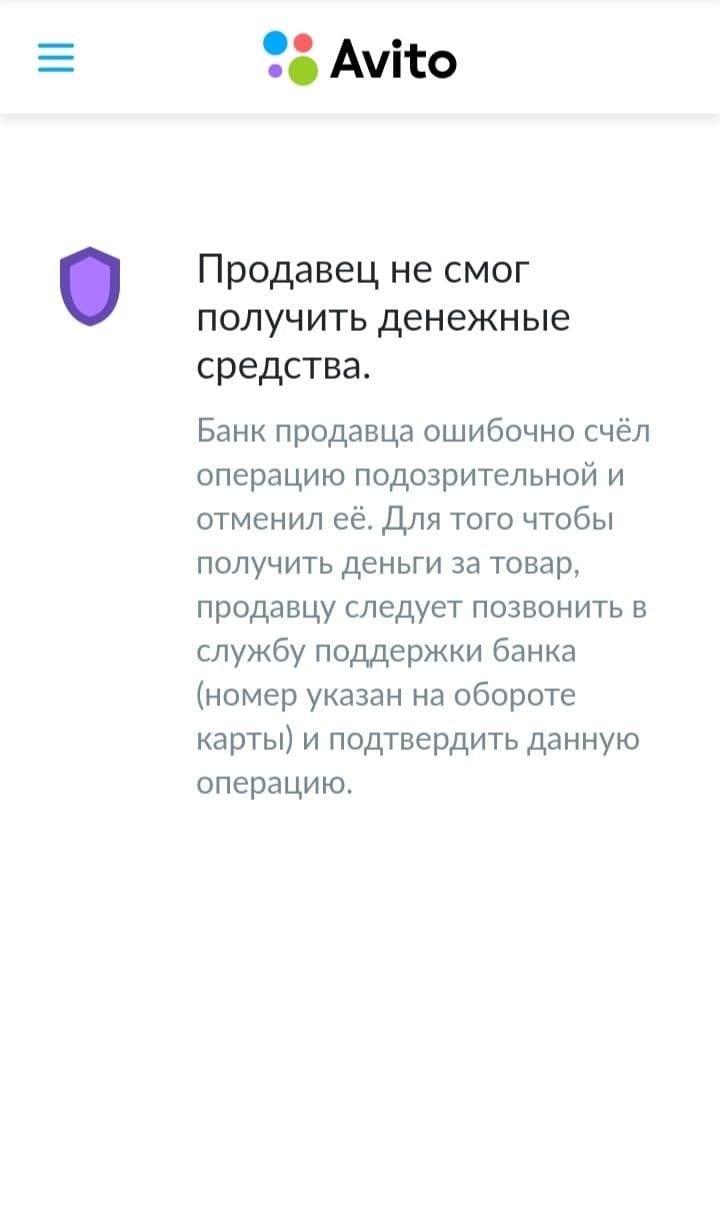 Avito
Продавец не смог
получить денежные
средства.
Банк продавца ошибочно счёл
операцию подозрительной и
отменил её. Для того чтобы
получить деньги за товар,
продавцу следует позвонить в
службу поддержки банка
(номер указан на обороте
карты) и подтвердить данную
операцию.